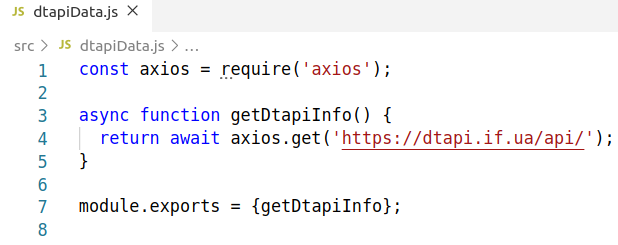 JS dtapiData.js ×
src > JS dtapiData.js > ...
1 const axios = require('axios');
2
3 async function getDtapiInfo() {
4   return await axios.get('https://dtapi.if.ua/api/');
5 }
6
7 module.exports = {getDtapiInfo};
8